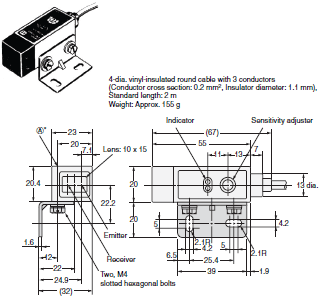 4-dia. vinyl-insulated round cable with 3 conductors
(Conductor cross section: 0.2 mm², Insulator diameter: 1.1 mm),
Standard length: 2 m
Weight: Approx. 155 g
Indicator
Sensitivity adjuster
(67)
55
11
13
7
Ⓐ*
23
20
7.1
Lens: 10 x 15
20.4
20
13 dia.
22.2
20
5
4.2
Emitter
1.6
12
Receiver
22
24.9
(32)
Two, M4
slotted hexagonal bolts
2.1R
4.2
5
2.1R
6.5
25.4
39
1.9